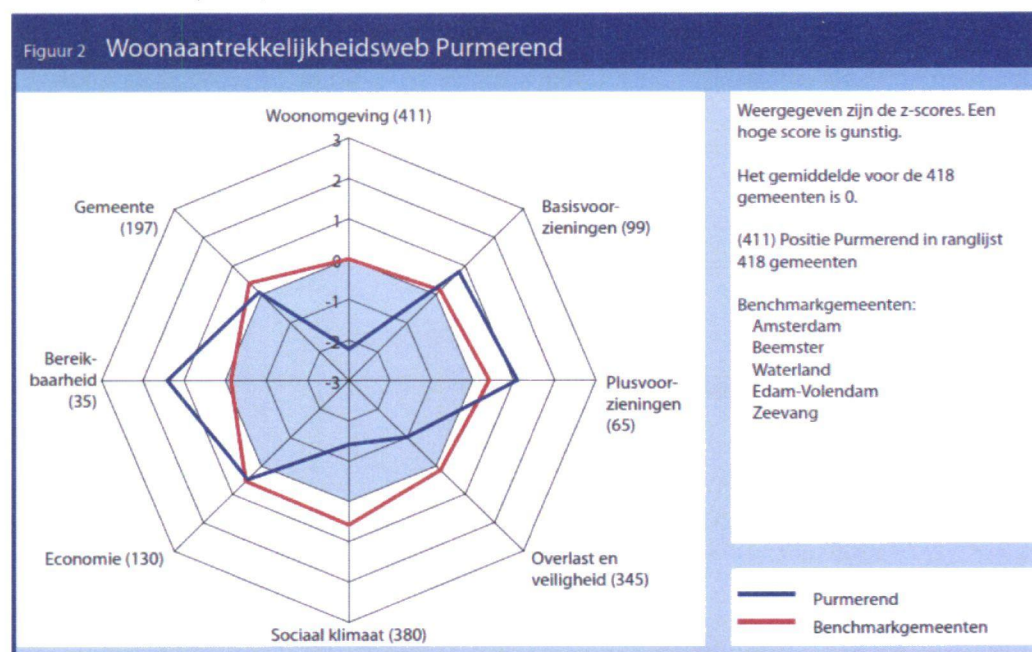 Figuur 2 Woonaantrekkelijkheidsweb Purmerend
Woonomgeving (411)
3
2
1
0
-1
-2
-3
Basisvoor-
zieningen (99)
Plusvoor-
zieningen
(65)
Overlast en
veiligheid (345)
Sociaal klimaat (380)
Economie (130)
Bereik-
baarheid
(35)
Gemeente
(197)
Weergegeven zijn de z-scores. Een
hoge score is gunstig.
Het gemiddelde voor de 418
gemeenten is 0.
(411) Positie Purmerend in ranglijst
418 gemeenten
Benchmarkgemeenten:
Amsterdam
Beemster
Waterland
Edam-Volendam
Zeevang
Purmerend
Benchmarkgemeenten